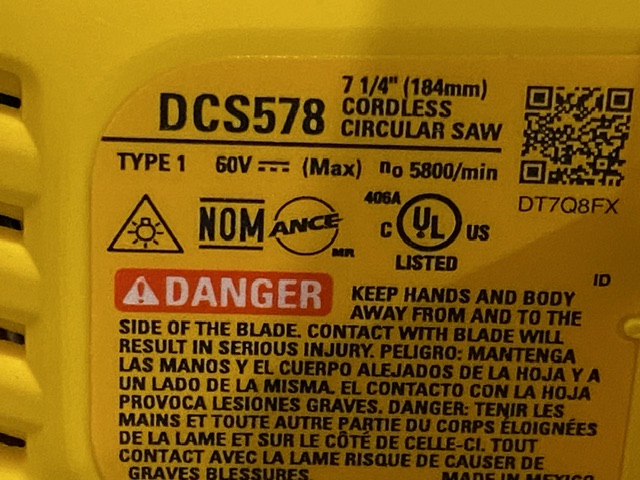 DCS578
7 1/4" (184mm)
CORDLESS
CIRCULAR SAW
TYPE 1 60V (Max) no 5800/min
DT7Q8FX
NOM ANCE MR
406A
C UL US
LISTED
ID
DANGER
KEEP HANDS AND BODY
AWAY FROM AND TO THE
SIDE OF THE BLADE. CONTACT WITH BLADE WILL
RESULT IN SERIOUS INJURY. PELIGRO: MANTENGA
LAS MANOS Y EL CUERPO ALEJADOS DE LA HOJA Y A
UN LADO DE LA MISMA. EL CONTACTO CON LA HOJA
PROVOCA LESIONES GRAVES. DANGER: TENIR LES
MAINS ET TOUTE AUTRE PARTIE DU CORPS ÉLOIGNÉES
DE LA LAME ET SUR LE CÔTÉ DE CELLE-CI. TOUT
CONTACT AVEC LA LAME RISQUE DE CAUSER DE
GRAVES BLESSURES. MADE IN MEXICO